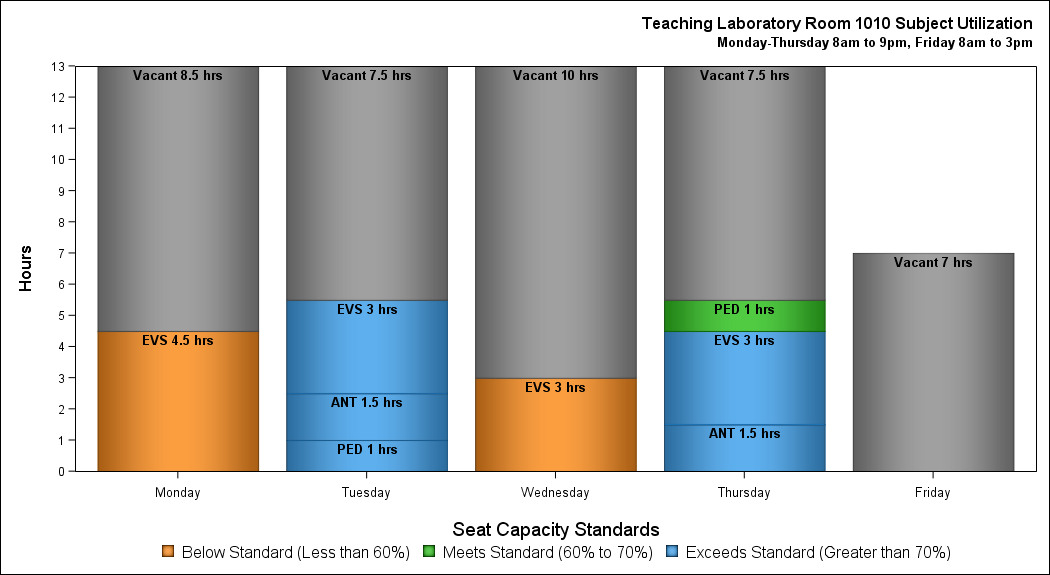 Teaching Laboratory Room 1010 Subject Utilization
Monday-Thursday 8am to 9pm, Friday 8am to 3pm
Hours
13
12
11
10
9
8
7
6
5
4
3
2
1
0
Vacant 8.5 hrs
EVS 4.5 hrs
Vacant 7.5 hrs
EVS 3 hrs
ANT 1.5 hrs
PED 1 hrs
Vacant 10 hrs
EVS 3 hrs
Vacant 7.5 hrs
PED 1 hrs
EVS 3 hrs
ANT 1.5 hrs
Vacant 7 hrs
Monday
Tuesday
Wednesday
Thursday
Friday
Seat Capacity Standards
Below Standard (Less than 60%)
Meets Standard (60% to 70%)
Exceeds Standard (Greater than 70%)